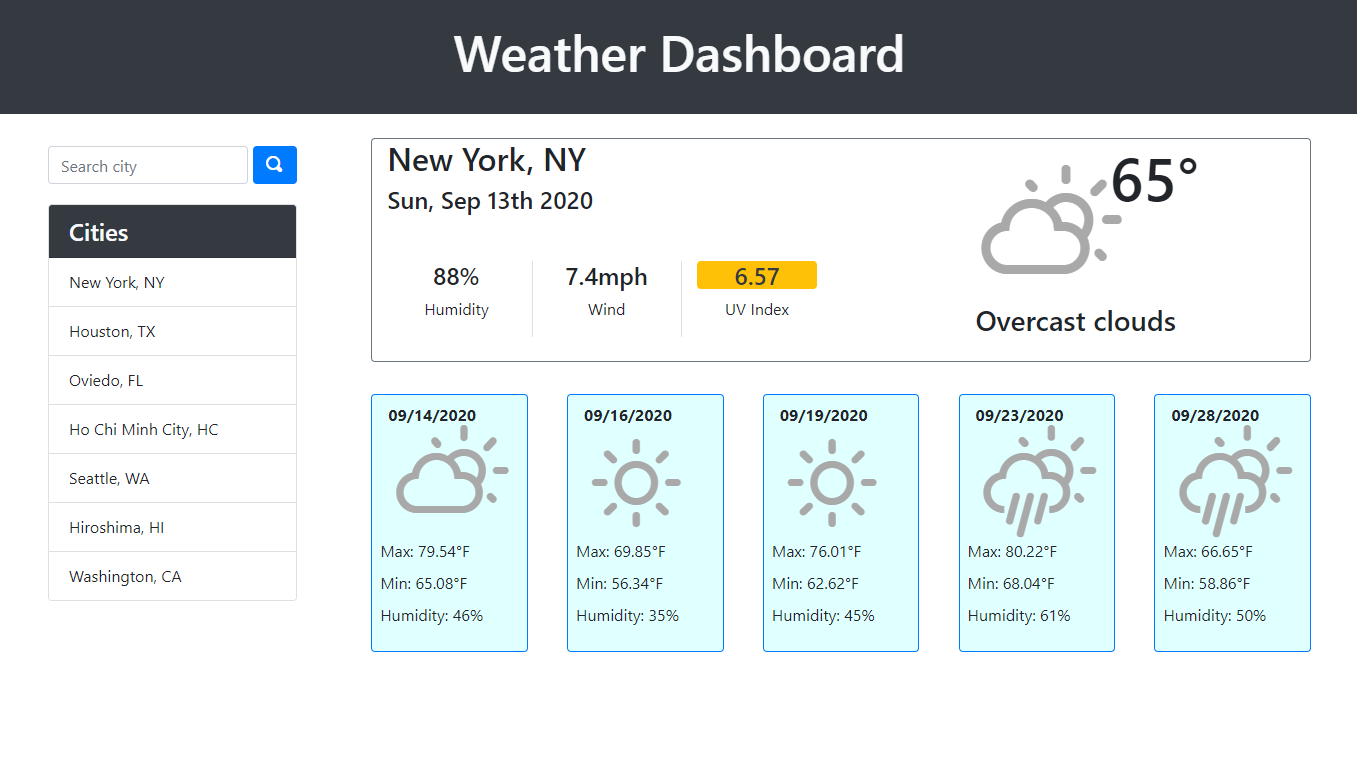 Weather Dashboard
Search city
Cities
New York, NY
Houston, TX
Oviedo, FL
Ho Chi Minh City, HC
Seattle, WA
Hiroshima, HI
Washington, CA
New York, NY
Sun, Sep 13th 2020
88%
Humidity
7.4mph
Wind
6.57
UV Index
65°
Overcast clouds
09/14/2020
Max: 79.54°F
Min: 65.08°F
Humidity: 46%
09/16/2020
Max: 69.85°F
Min: 56.34°F
Humidity: 35%
09/19/2020
Max: 76.01°F
Min: 62.62°F
Humidity: 45%
09/23/2020
Max: 80.22°F
Min: 68.04°F
Humidity: 61%
09/28/2020
Max: 66.65°F
Min: 58.86°F
Humidity: 50%